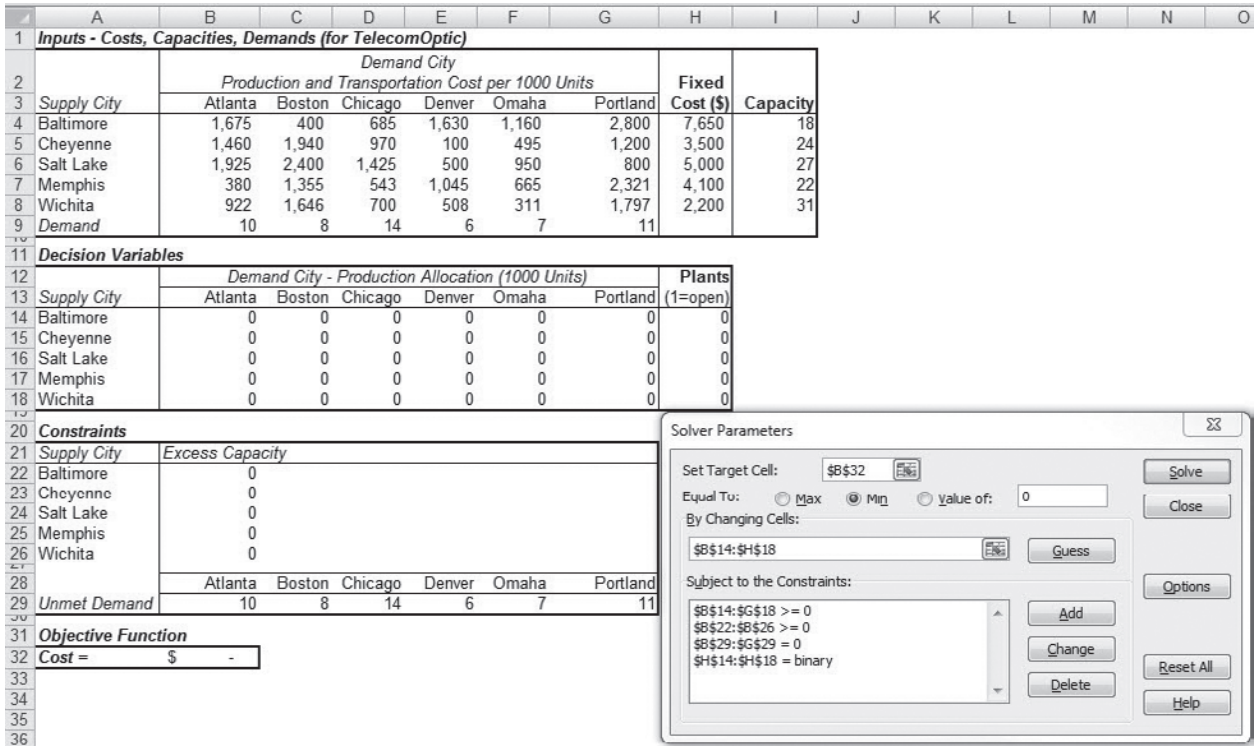 A B C D E F G H I J K L M N O
1 Inputs - Costs, Capacities, Demands (for TelecomOptic)
Demand City
2 Production and Transportation Cost per 1000 Units Fixed
3 Supply City Atlanta Boston Chicago Denver Omaha Portland Cost ($) Capacity
4 Baltimore 1,675 400 685 1,630 1,160 2,800 7,650 18
5 Cheyenne 1,460 1,940 970 100 495 1,200 3,500 24
6 Salt Lake 1,925 2,400 1,425 500 950 800 5,000 27
7 Memphis 380 1,355 543 1,045 665 2,321 4,100 22
8 Wichita 922 1,646 700 508 311 1,797 2,200 31
9 Demand 10 8 14 6 7 11
11 Decision Variables
12 Demand City - Production Allocation (1000 Units) Plants
13 Supply City Atlanta Boston Chicago Denver Omaha Portland (1=open)
14 Baltimore 0 0 0 0 0 0 0
15 Cheyenne 0 0 0 0 0 0 0
16 Salt Lake 0 0 0 0 0 0 0
17 Memphis 0 0 0 0 0 0 0
18 Wichita 0 0 0 0 0 0 0
20 Constraints
21 Supply City Excess Capacity
22 Baltimore 0
23 Cheyenne 0
24 Salt Lake 0
25 Memphis 0
26 Wichita 0
28 Atlanta Boston Chicago Denver Omaha Portland
29 Unmet Demand 10 8 14 6 7 11
31 Objective Function
32 Cost = $ -
33
34
35
36
Solver Parameters
Set Target Cell: $B$32 Solve
Equal To: Max Min Value of: 0 Close
By Changing Cells:
$B$14:$H$18 Guess
Subject to the Constraints: Options
$B$14:$G$18 >= 0 Add
$B$22:$B$26 >= 0
$B$29:$G$29 = 0 Change
$H$14:$H$18 = binary
Reset All
Delete
Help